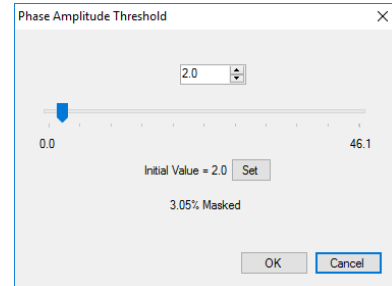 Phase Amplitude Threshold
2.0
0.0 46.1
Initial Value = 2.0 Set
3.05% Masked
OK Cancel